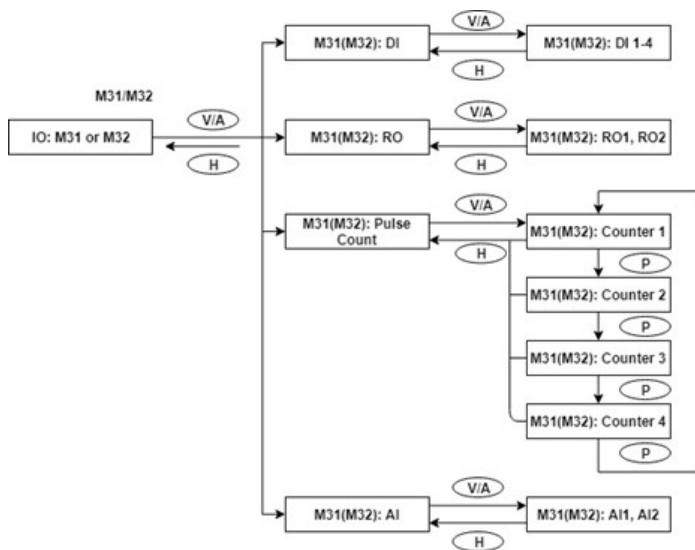 V/A
M31(M32): DI
M31(M32): DI 1-4
H
M31/M32
V/A
V/A
IO: M31 or M32
M31(M32): RO
M31(M32): RO1, RO2
H
H
V/A
M31(M32): Pulse
Count
M31(M32): Counter 1
H
P
M31(M32): Counter 2
P
M31(M32): Counter 3
P
M31(M32): Counter 4
P
V/A
M31(M32): AI
M31(M32): AI1, AI2
H